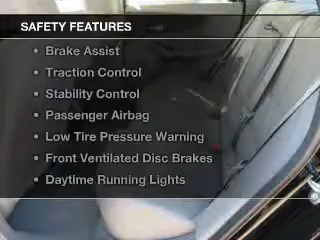 SAFETY FEATURES
• Brake Assist
• Traction Control
• Stability Control
• Passenger Airbag
• Low Tire Pressure Warning
• Front Ventilated Disc Brakes
• Daytime Running Lights